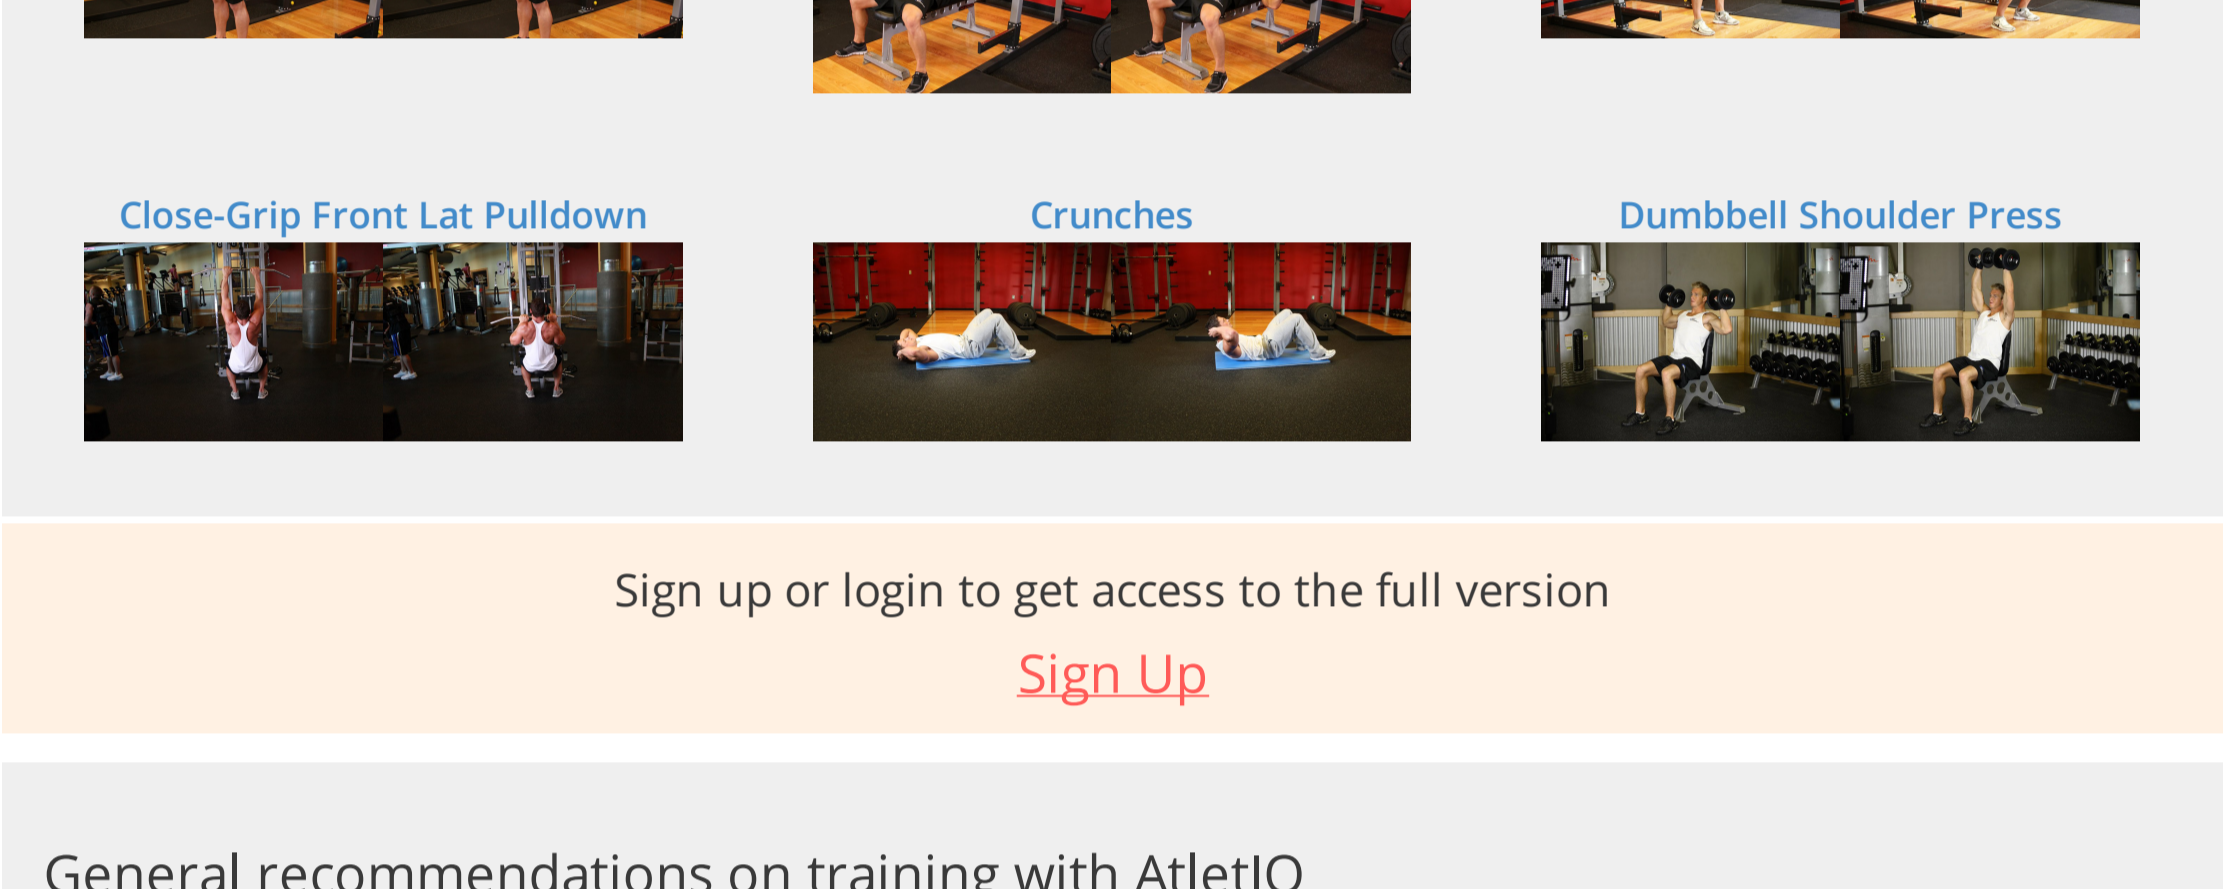 Close-Grip Front Lat Pulldown
Crunches
Dumbbell Shoulder Press
Sign up or login to get access to the full version
Sign Up
General recommendations on training with AtletIQ